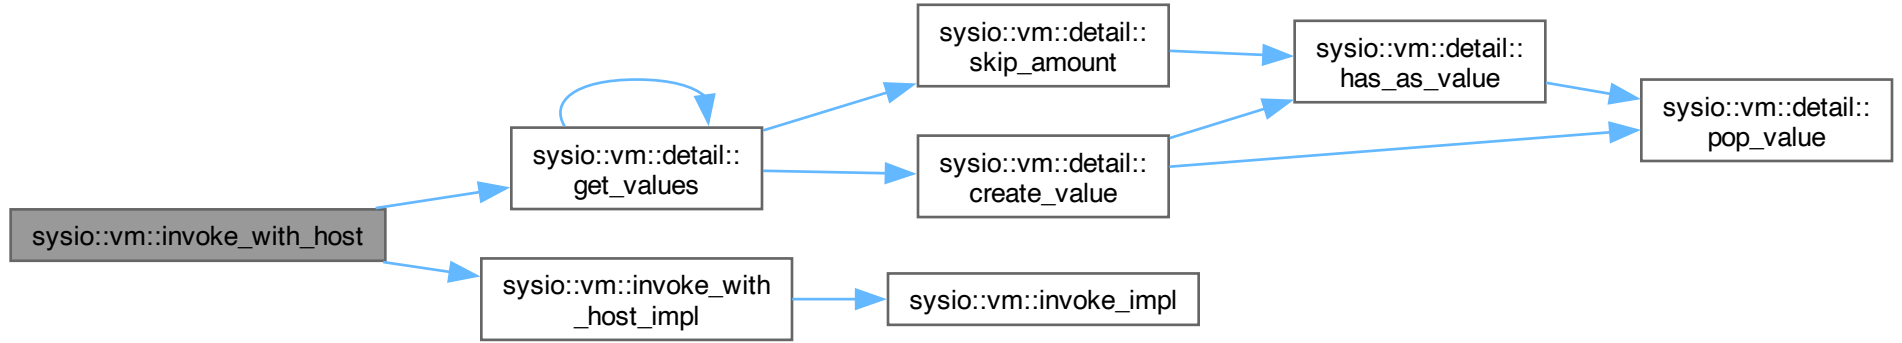 sysio::vm::invoke_with_host
sysio::vm::detail::
get_values
sysio::vm::invoke_with
_host_impl
sysio::vm::detail::
skip_amount
sysio::vm::detail::
create_value
sysio::vm::invoke_impl
sysio::vm::detail::
has_as_value
sysio::vm::detail::
pop_value